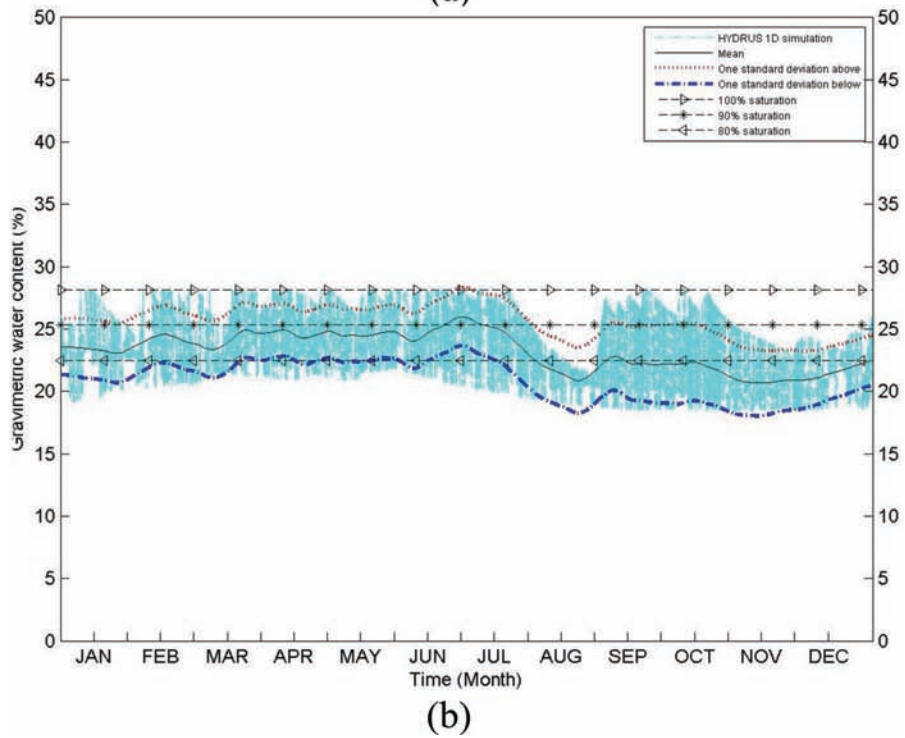 (a)
50 50
HYDRUS 1D simulation
Mean
One standard deviation above
One standard deviation below
100% saturation
90% saturation
80% saturation
45 45
40 40
35 35
30 30
25 25
20 20
15 15
10 10
5 5
0 0
Gravimetric water content (%)
JAN FEB MAR APR MAY JUN JUL AUG SEP OCT NOV DEC
Time (Month)
(b)